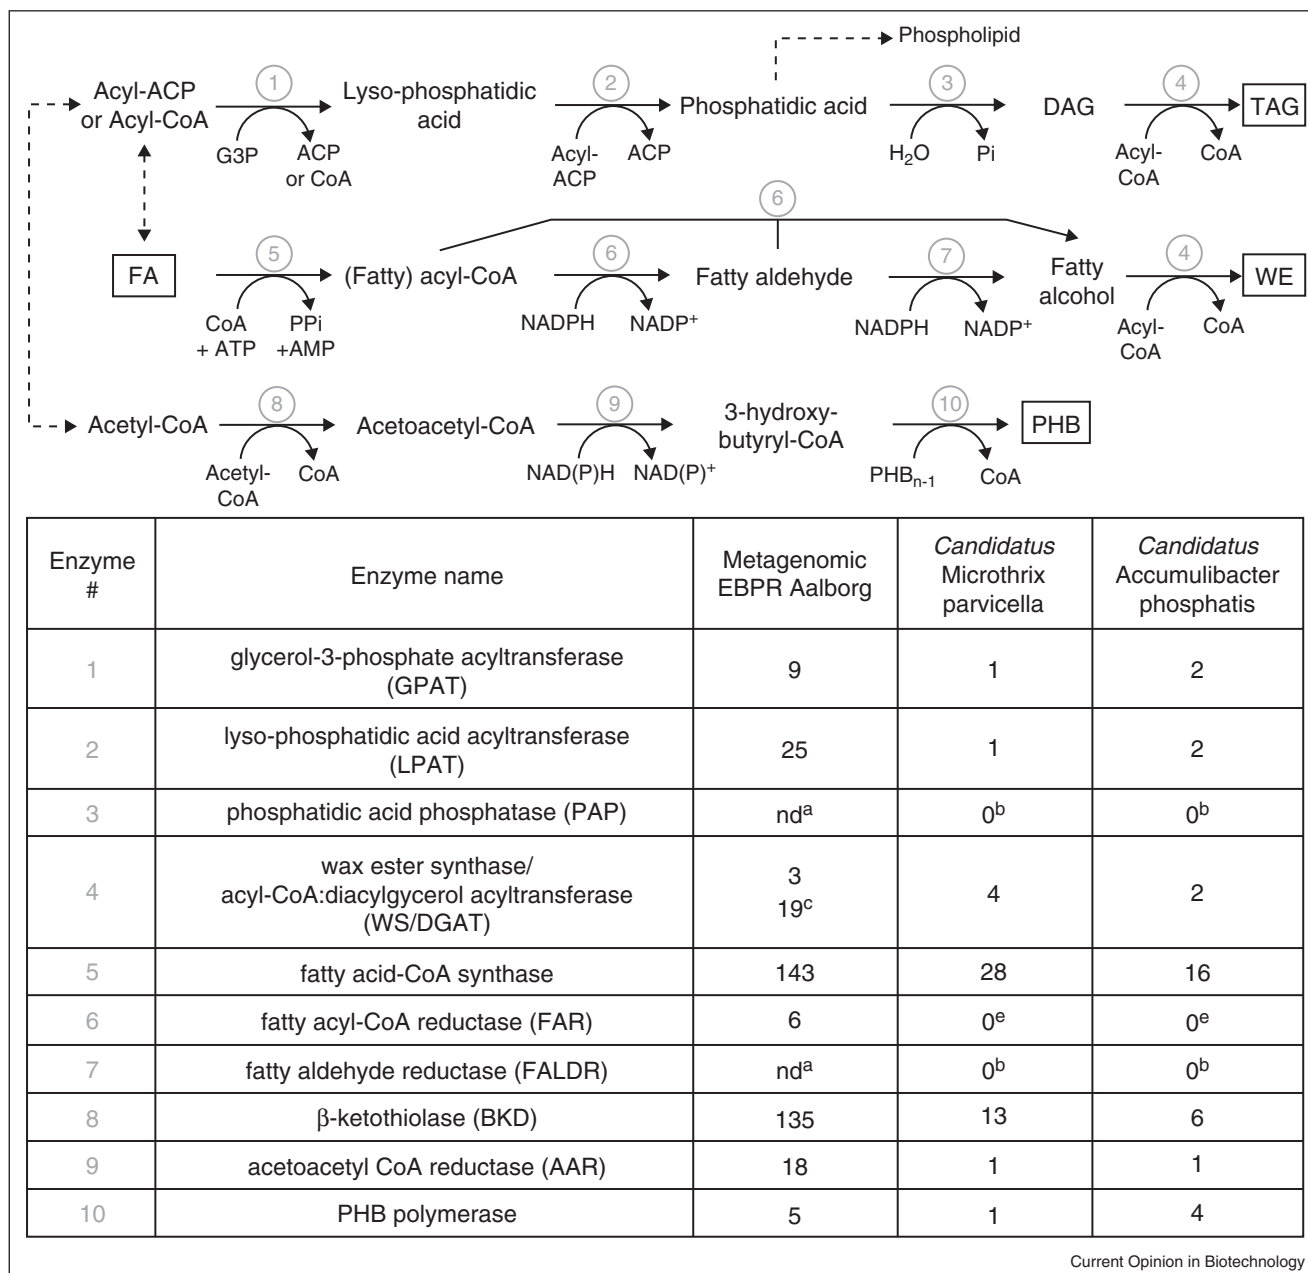 Phospholipid
1
2
3
4
Acyl-ACP
or Acyl-CoA
Lyso-phosphatidic
acid
Phosphatidic acid
DAG
TAG
G3P
ACP
or CoA
Acyl-
ACP
ACP
H2O
Pi
Acyl-
CoA
CoA
6
5
6
7
4
FA
(Fatty) acyl-CoA
Fatty aldehyde
Fatty
alcohol
WE
CoA
+ ATP
PPi
+AMP
NADPH
NADP+
NADPH
NADP+
Acyl-
CoA
CoA
8
9
10
Acetyl-CoA
Acetoacetyl-CoA
3-hydroxy-
butyryl-CoA
PHB
Acetyl-
CoA
CoA
NAD(P)H
NAD(P)+
PHBn-1
CoA
Enzyme
#
Enzyme name
Metagenomic
EBPR Aalborg
Candidatus
Microthrix
parvicella
Candidatus
Accumulibacter
phosphatis
1
glycerol-3-phosphate acyltransferase
(GPAT)
9
1
2
2
lyso-phosphatidic acid acyltransferase
(LPAT)
25
1
2
3
phosphatidic acid phosphatase (PAP)
nda
0b
0b
4
wax ester synthase/
acyl-CoA:diacylgycerol acyltransferase
(WS/DGAT)
3
19c
4
2
5
fatty acid-CoA synthase
143
28
16
6
fatty acyl-CoA reductase (FAR)
6
0e
0e
7
fatty aldehyde reductase (FALDR)
nda
0b
0b
8
β-ketothiolase (BKD)
135
13
6
9
acetoacetyl CoA reductase (AAR)
18
1
1
10
PHB polymerase
5
1
4
Current Opinion in Biotechnology